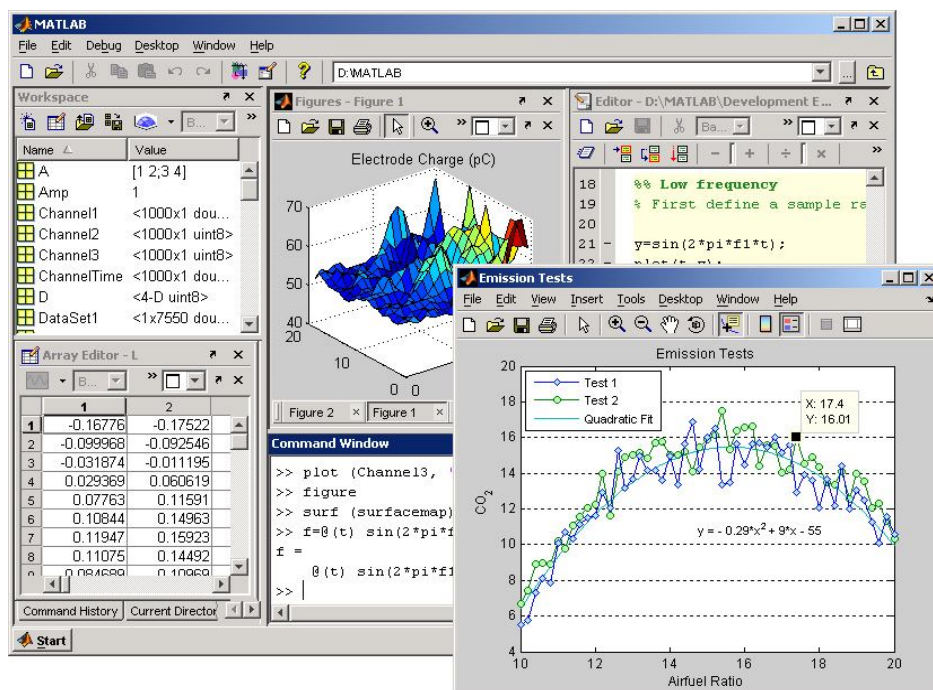 MATLAB
File Edit Debug Desktop Window Help
D:\MATLAB
Workspace
B...
Name Value
A [1 2;3 4]
Amp 1
Channel1 <1000x1 dou...
Channel2 <1000x1 uint8>
Channel3 <1000x1 uint8>
ChannelTime <1000x1 dou...
D <4-D uint8>
DataSet1 <1x7550 dou...
Array Editor - L
B...
1 2
1 -0.16776 -0.17522
2 -0.099968 -0.092546
3 -0.031874 -0.011195
4 0.029369 0.060619
5 0.07763 0.11591
6 0.10844 0.14963
7 0.11947 0.15923
8 0.11075 0.14492
9 0.084689 0.10969
Command History Current Director
Start
Figures - Figure 1
Electrode Charge (pC)
70
60
50
40
20
10
0 0
Figure 2 Figure 1
Command Window
>> plot (Channel3, '
>> figure
>> surf (surfacemap)
>> f=@(t) sin(2*pi*f
f =
@(t) sin(2*pi*f1
>>
Editor - D:\MATLAB\Development E...
Ba...
18 %% Low frequency
19 % First define a sample ra
20
21 - y=sin(2*pi*f1*t);
22 - plot(t,y);
Emission Tests
File Edit View Insert Tools Desktop Window Help
Emission Tests
Test 1
Test 2
Quadratic Fit
X: 17.4
Y: 16.01
y = - 0.29*x² + 9*x - 55
CO₂
20
18
16
14
12
10
8
6
4
10 12 14 16 18 20
Airfuel Ratio